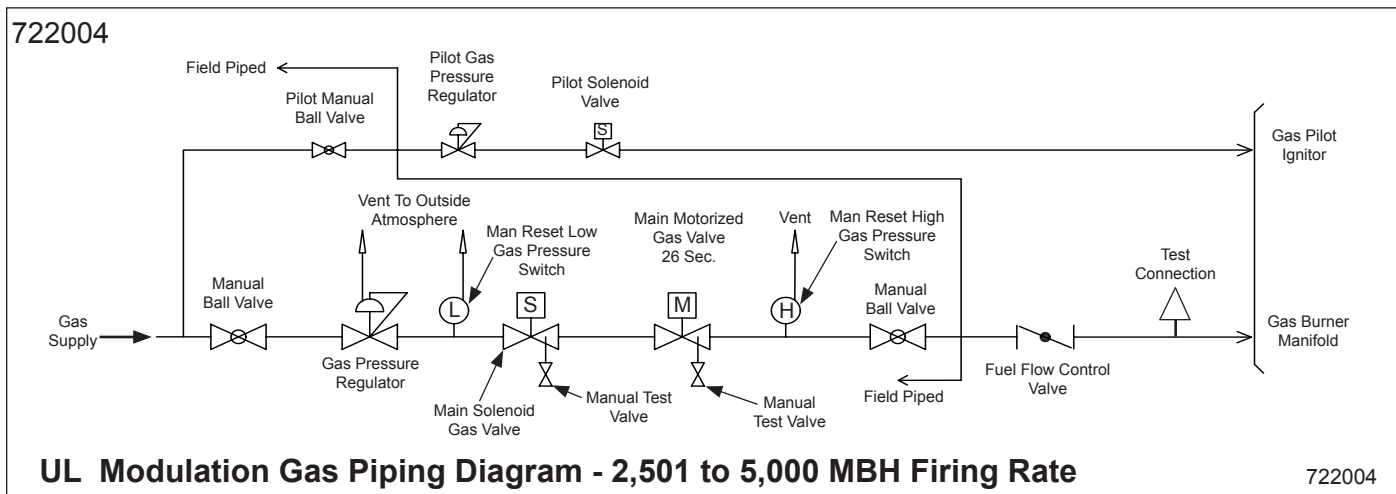 722004
Field Piped
Pilot Gas
Pressure
Regulator
Pilot Solenoid
Valve
Pilot Manual
Ball Valve
S
Gas Pilot
Ignitor
Vent To Outside
Atmosphere
Man Reset Low
Gas Pressure
Switch
Main Motorized
Gas Valve
26 Sec.
Vent
Man Reset High
Gas Pressure
Switch
Test
Connection
Manual
Ball Valve
L
S
M
H
Manual
Ball Valve
Gas
Supply
Gas Burner
Manifold
Gas Pressure
Regulator
Main Solenoid
Gas Valve
Manual Test
Valve
Manual
Test Valve
Field Piped
Fuel Flow Control
Valve
UL Modulation Gas Piping Diagram - 2,501 to 5,000 MBH Firing Rate
722004